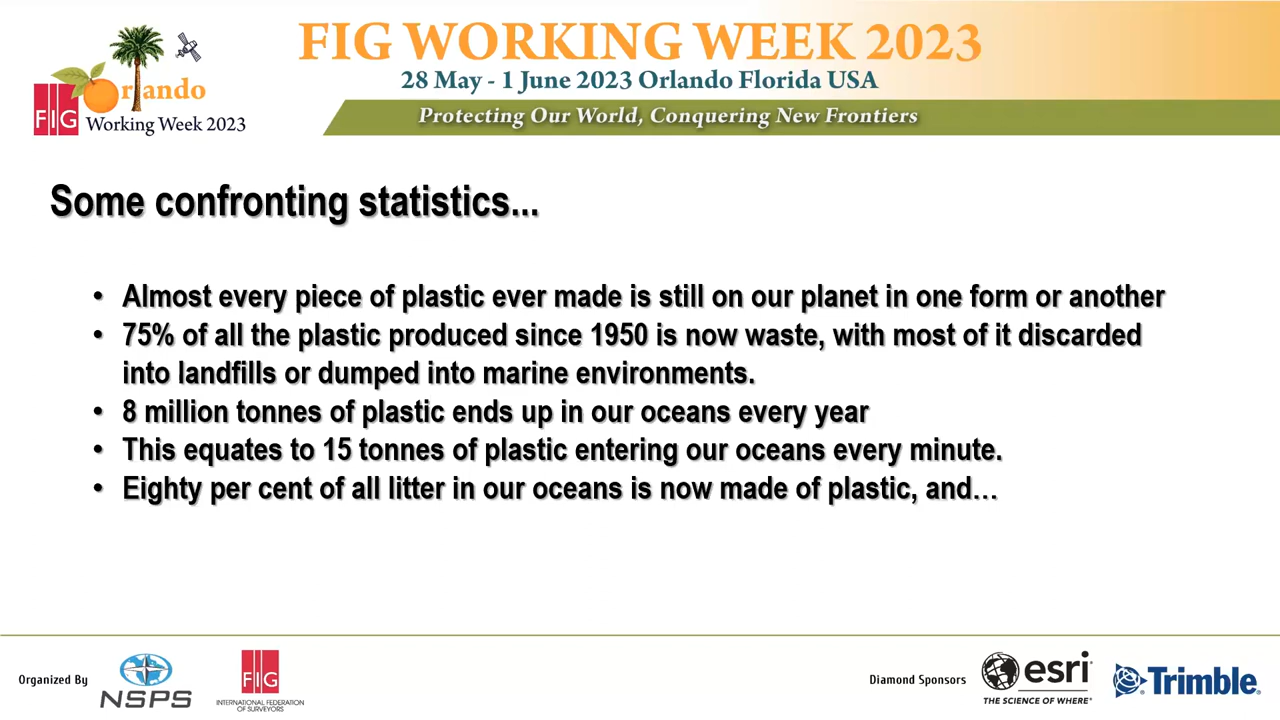 FIG WORKING WEEK 2023
28 May - 1 June 2023 Orlando Florida USA
Protecting Our World, Conquering New Frontiers
Orlando
FIG Working Week 2023
Some confronting statistics...
• Almost every piece of plastic ever made is still on our planet in one form or another
• 75% of all the plastic produced since 1950 is now waste, with most of it discarded
into landfills or dumped into marine environments.
• 8 million tonnes of plastic ends up in our oceans every year
• This equates to 15 tonnes of plastic entering our oceans every minute.
• Eighty per cent of all litter in our oceans is now made of plastic, and…
Organized By
NSPS
FIG
INTERNATIONAL FEDERATION
OF SURVEYORS
Diamond Sponsors
esri®
THE SCIENCE OF WHERE®
Trimble®